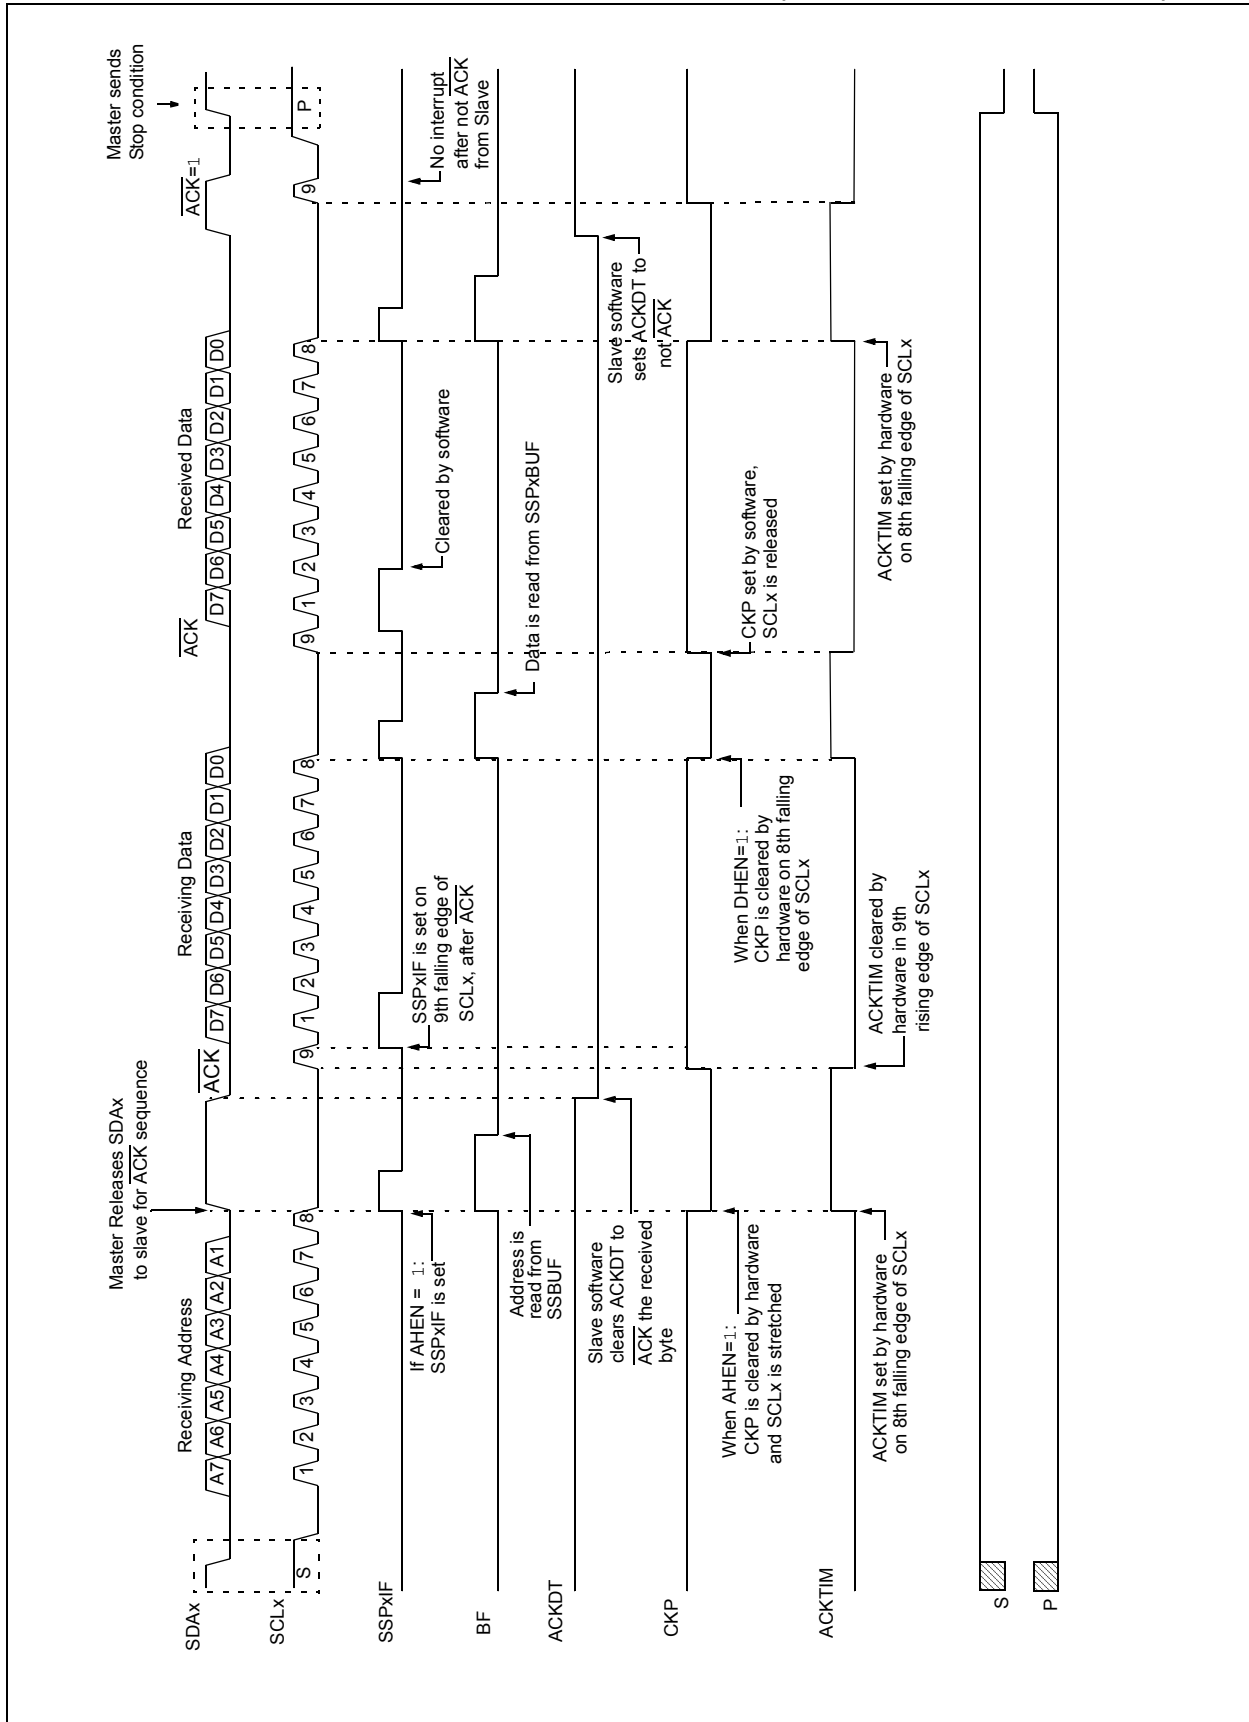 Master Releases SDAx
to slave for ACK sequence
Master sends
Stop condition
Receiving Address
Receiving Data
Received Data
ACK
ACK
ACK=1
SDAx
A7 A6 A5 A4 A3 A2 A1
D7 D6 D5 D4 D3 D2 D1 D0
D7 D6 D5 D4 D3 D2 D1 D0
SCLx
S 1 2 3 4 5 6 7 8 9 1 2 3 4 5 6 7 8 9 1 2 3 4 5 6 7 8 9 P
SSPxIF
If AHEN = 1:
SSPxIF is set
SSPxIF is set on
9th falling edge of
SCLx, after ACK
Cleared by software
No interrupt
after not ACK
from Slave
BF
Address is
read from
SSBUF
Data is read from SSPxBUF
ACKDT
Slave software
clears ACKDT to
ACK the received
byte
Slave software
sets ACKDT to
not ACK
CKP
When AHEN=1:
CKP is cleared by hardware
and SCLx is stretched
When DHEN=1:
CKP is cleared by
hardware on 8th falling
edge of SCLx
CKP set by software,
SCLx is released
ACKTIM
ACKTIM set by hardware
on 8th falling edge of SCLx
ACKTIM cleared by
hardware in 9th
rising edge of SCLx
ACKTIM set by hardware
on 8th falling edge of SCLx
S
P